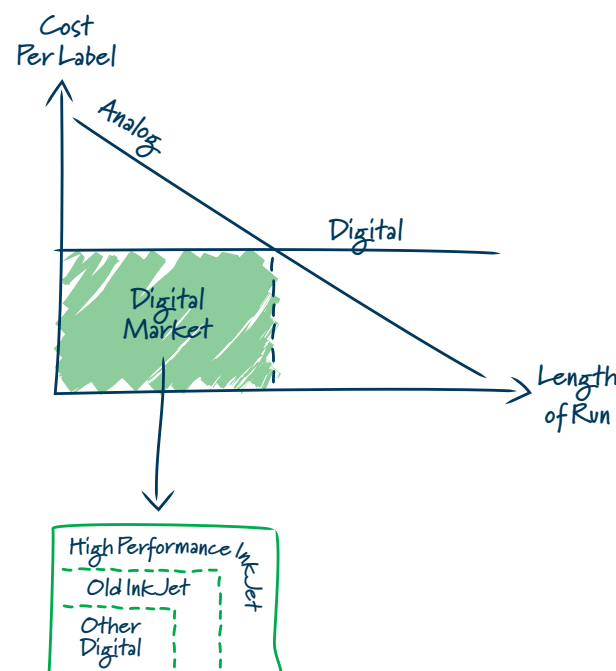 Cost
Per Label
Analog
Digital
Digital
Market
Length
of Run
High Performance InkJet
Old InkJet
Other
Digital